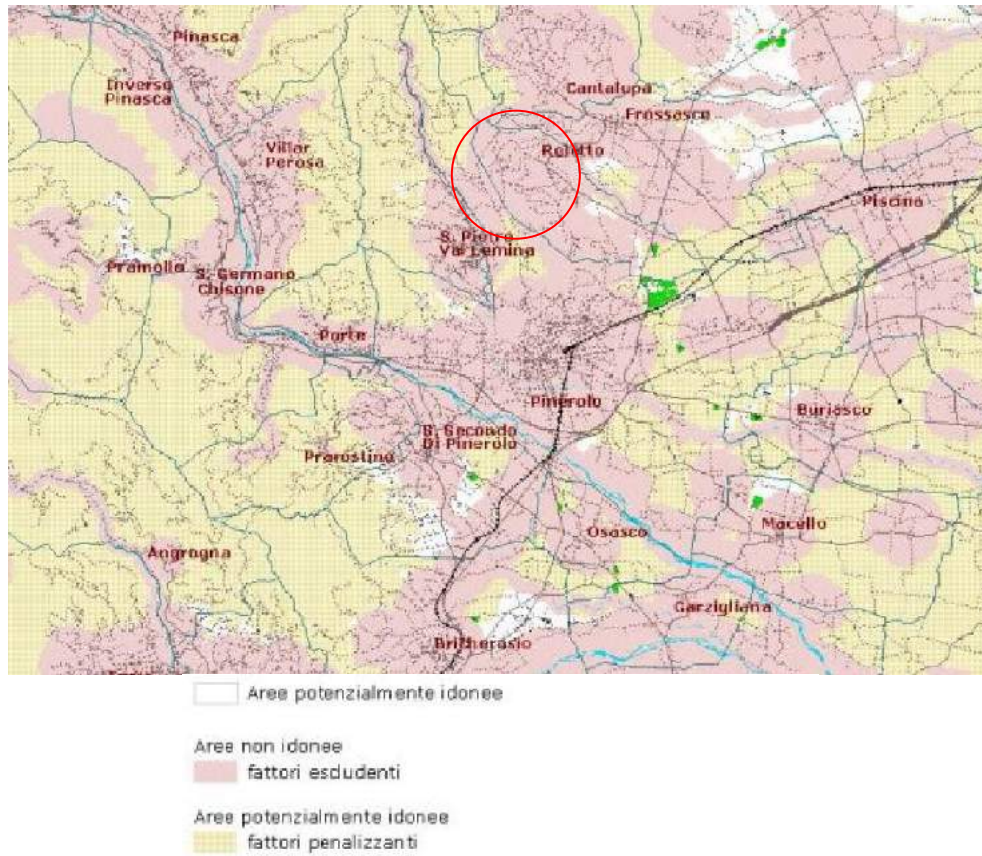 Pinasca
Inverso
Pinasca
Cantalupa
Frossasco
Villar
Perosa
Roletto
Piscina
S. Pietro
Val Lemina
Pramollo
S. Germano
Chisone
Porte
Pinerolo
Buriasco
S. Secondo
Di Pinerolo
Prarostino
Macello
Osasco
Angrogna
Garzigliana
Bricherasio
Aree potenzialmente idonee
Aree non idonee
fattori escludenti
Aree potenzialmente idonee
fattori penalizzanti